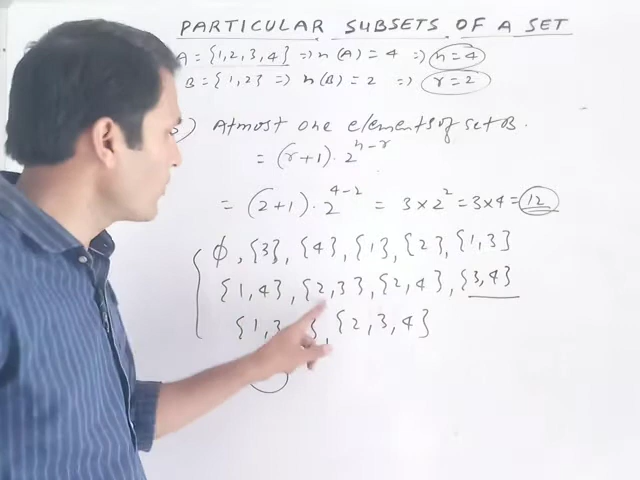 PARTICULAR SUBSETS OF A SET
A = {1,2,3,4} ⇒ n(A) = 4 ⇒ n = 4
B = {1,2} ⇒ n(B) = 2 ⇒ r = 2
) Atmost one elements of set B.
= (r+1) · 2^{n-r}
= (2+1) · 2^{4-2} = 3 × 2^2 = 3 × 4 = 12
ϕ, {3}, {4}, {1}, {2}, {1,3}
{1,4}, {2,3}, {2,4}, {3,4}
{1,3 }, {2,3,4}